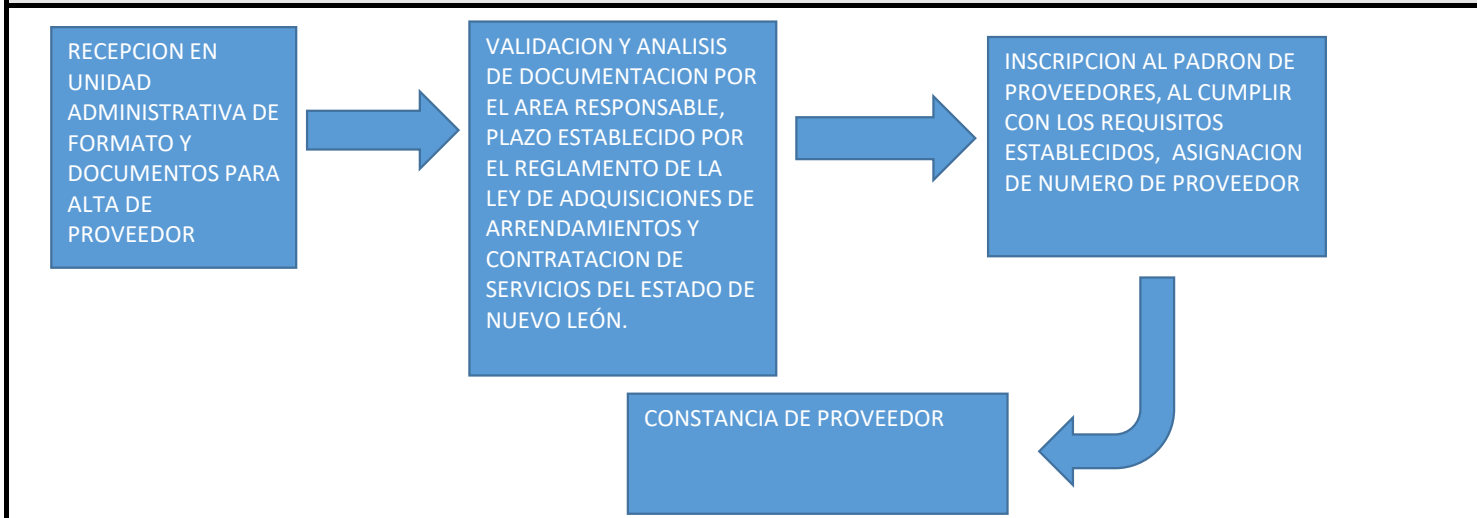 RECEPCION EN
UNIDAD
ADMINISTRATIVA DE
FORMATO Y
DOCUMENTOS PARA
ALTA DE
PROVEEDOR
VALIDACION Y ANALISIS
DE DOCUMENTACION POR
EL AREA RESPONSABLE,
PLAZO ESTABLECIDO POR
EL REGLAMENTO DE LA
LEY DE ADQUISICIONES DE
ARRENDAMIENTOS Y
CONTRATACION DE
SERVICIOS DEL ESTADO DE
NUEVO LEÓN.
INSCRIPCION AL PADRON DE
PROVEEDORES, AL CUMPLIR
CON LOS REQUISITOS
ESTABLECIDOS, ASIGNACION
DE NUMERO DE PROVEEDOR
CONSTANCIA DE PROVEEDOR